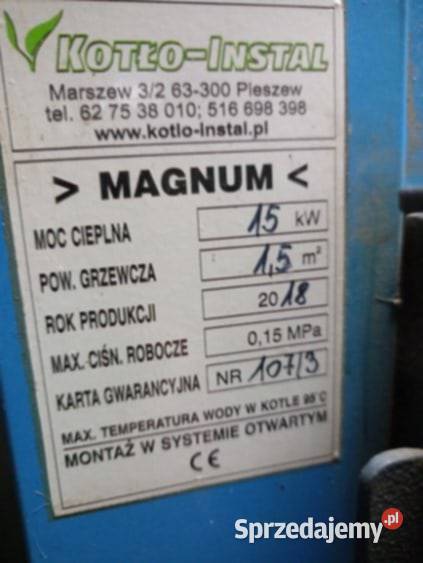 KOTŁO-INSTAL
Marszew 3/2 63-300 Pleszew
tel. 62 75 38 010; 516 698 398
www.kotlo-instal.pl
> MAGNUM <
MOC CIEPLNA 15 kW
POW. GRZEWCZA 1,5 m²
ROK PRODUKCJI 2018
MAX. CIŚN. ROBOCZE 0,15 MPa
KARTA GWARANCYJNA NR 107/3
MAX. TEMPERATURA WODY W KOTLE 95°C
MONTAŻ W SYSTEMIE OTWARTYM
CE
Sprzedajemy.pl